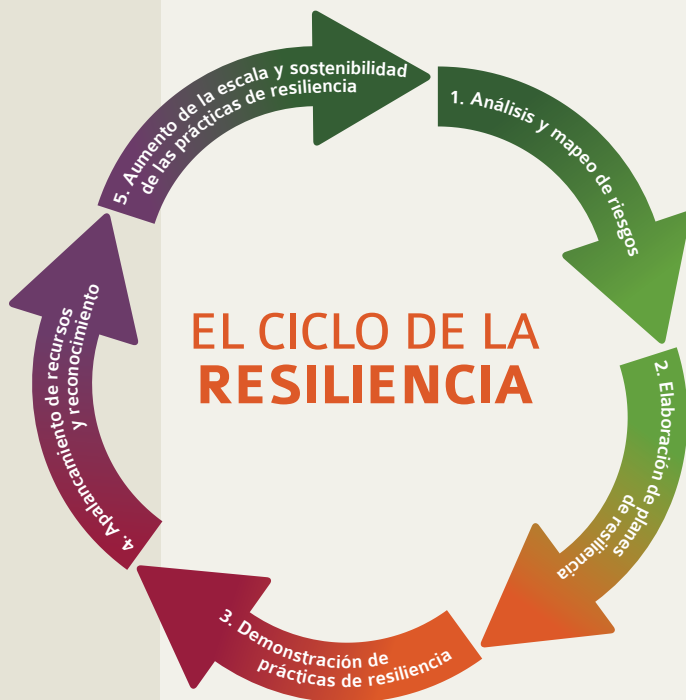 EL CICLO DE LA
RESILIENCIA
1. Análisis y mapeo de riesgos
2. Elaboración de planes
de resiliencia
3. Demonstración de
prácticas de resiliencia
4. Apalancamiento de recursos
y reconocimiento
5. Aumento de la escala y sostenibilidad
de las prácticas de resiliencia